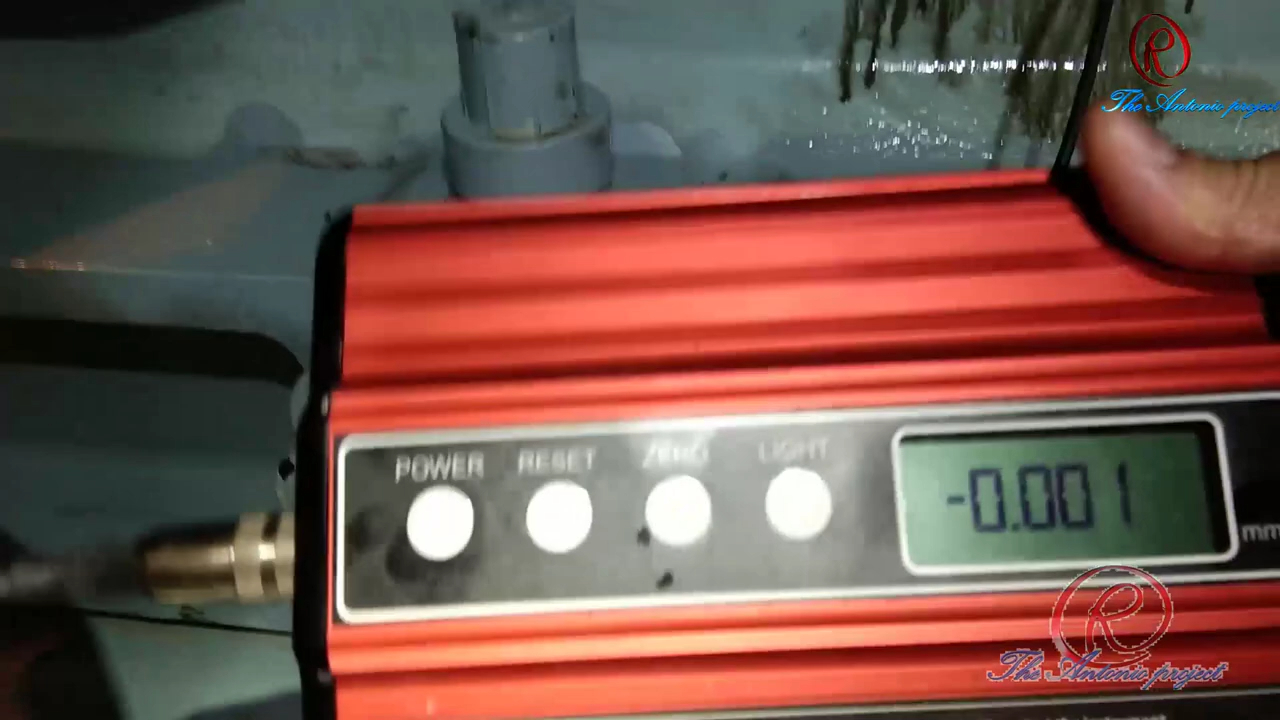 R
The Antonio project
POWER RESET ZERO LIGHT
-0.001
mm
R
The Antonio project